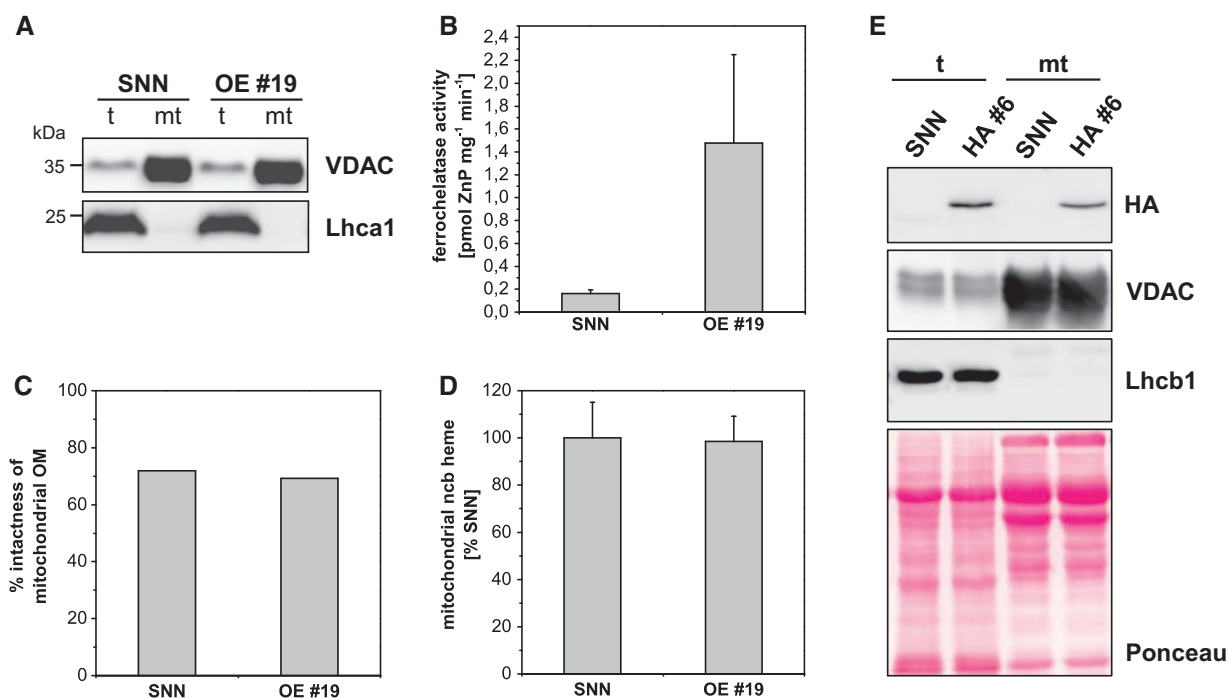 A
SNN OE #19
t mt t mt
kDa
35
VDAC
25
Lhca1
B
ferrochelatase activity
[pmol ZnP mg-1 min-1]
2,4
2,2
2,0
1,8
1,6
1,4
1,2
1,0
0,8
0,6
0,4
0,2
0,0
SNN OE #19
C
% intactness of
mitochondrial OM
100
80
60
40
20
0
SNN OE #19
D
mitochondrial ncb heme
[% SNN]
120
100
80
60
40
20
0
SNN OE #19
E
t mt
SNN HA #6 SNN HA #6
HA
VDAC
Lhcb1
Ponceau